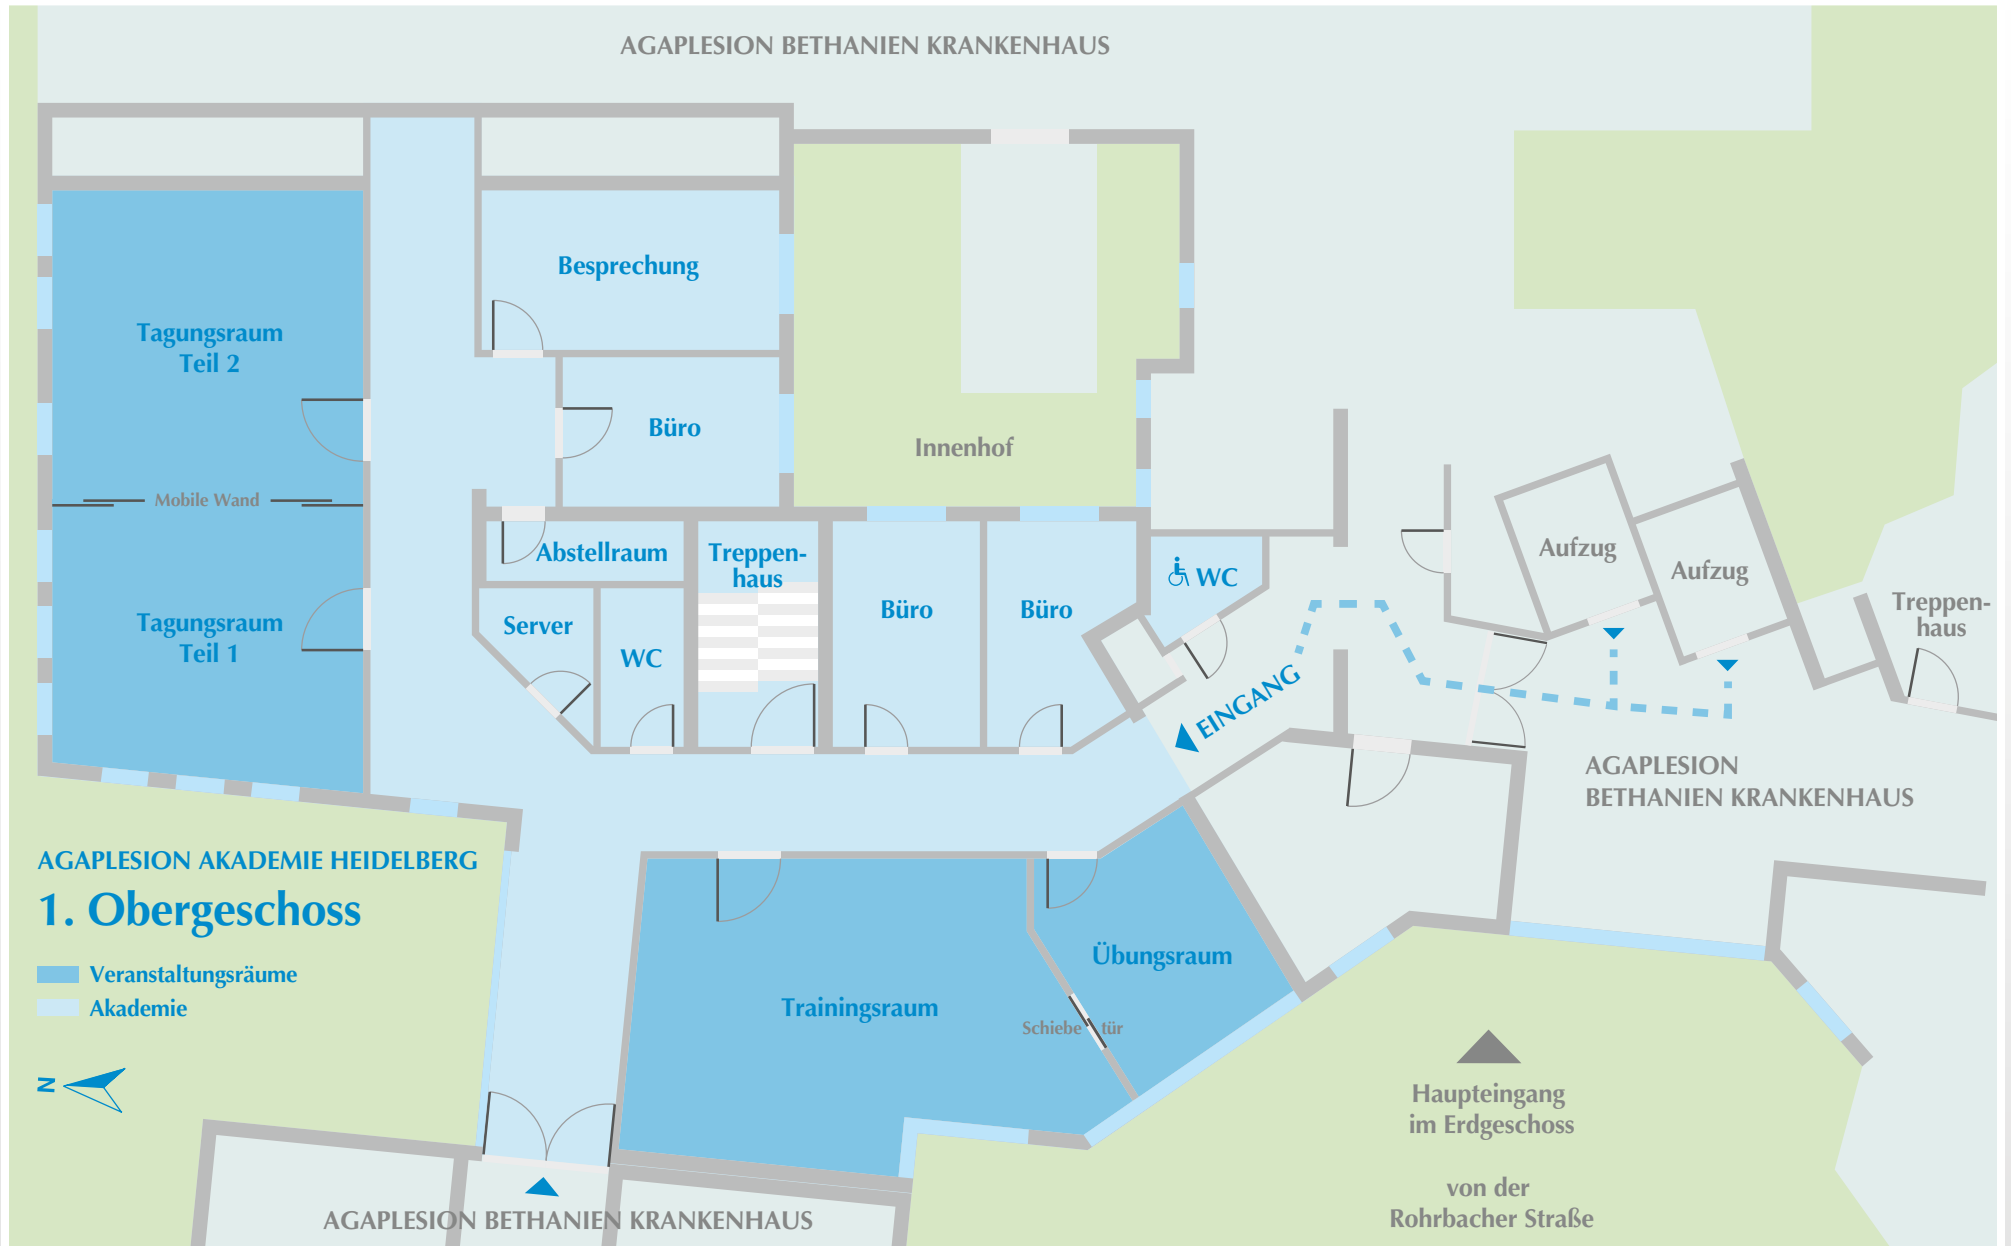 AGAPLESION BETHANIEN KRANKENHAUS
Besprechung
Tagungsraum
Teil 2
Büro
Innenhof
Mobile Wand
Abstellraum
Treppen-
haus
Aufzug
Aufzug
WC
Server
WC
Büro
Büro
Treppen-
haus
Tagungsraum
Teil 1
EINGANG
AGAPLESION
BETHANIEN KRANKENHAUS
AGAPLESION AKADEMIE HEIDELBERG
1. Obergeschoss
Veranstaltungsräume
Akademie
N
Übungsraum
Trainingsraum
Schiebe tür
Haupteingang
im Erdgeschoss
von der
Rohrbacher Straße
AGAPLESION BETHANIEN KRANKENHAUS